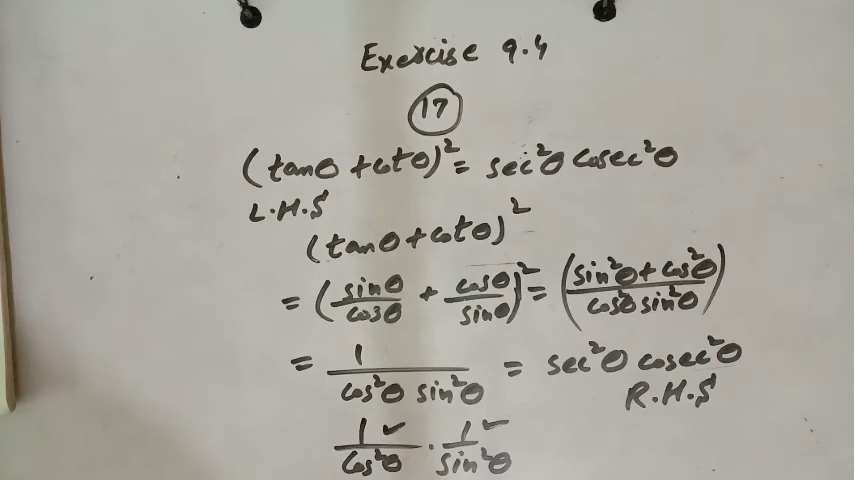 Exercise 9.4
17
(tanθ + cotθ)² = sec²θ cosec²θ
L.H.S
(tanθ + cotθ)²
= (sinθ/cosθ + cosθ/sinθ)² = (sin²θ + cos²θ/cos²θ sin²θ)
= 1/cos²θ sin²θ = sec²θ cosec²θ
R.H.S
1/cos²θ ✓ . 1/sin²θ ✓